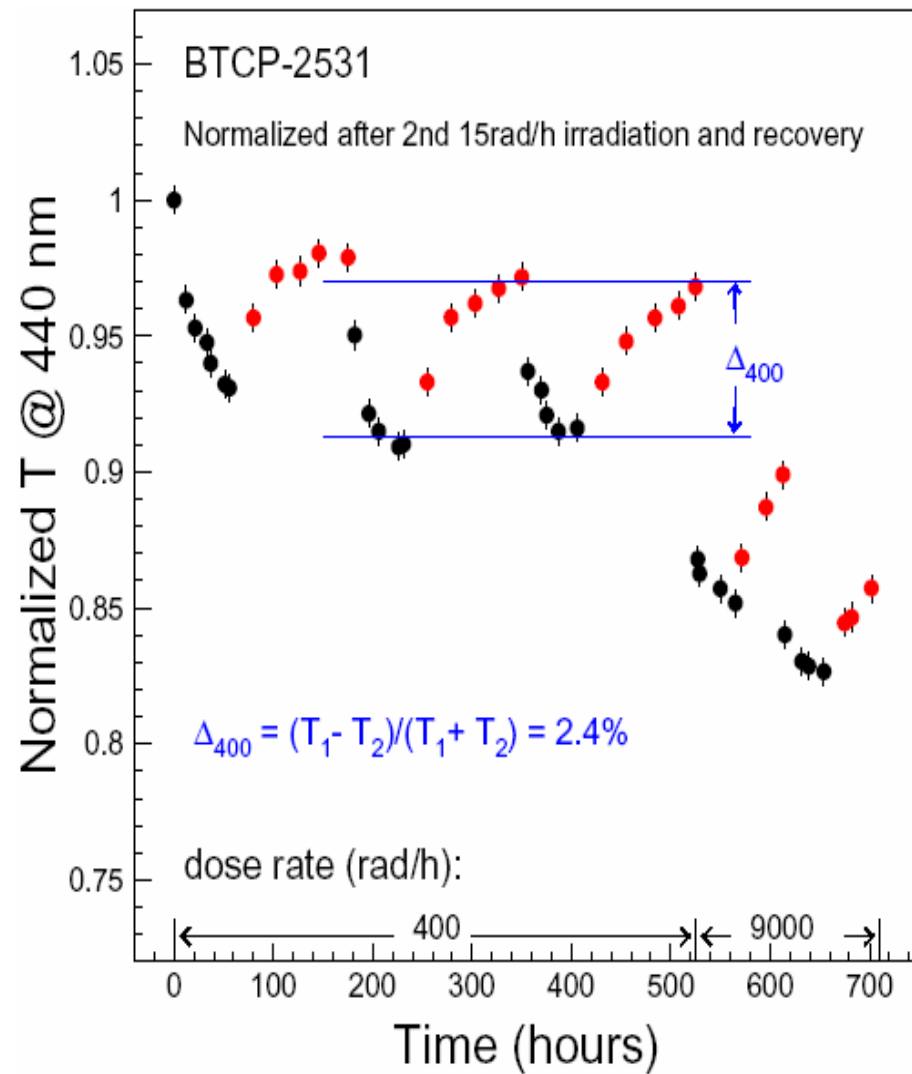 BTCP-2531
Normalized after 2nd 15rad/h irradiation and recovery
Normalized T @ 440 nm
1.05
1
0.95
0.9
0.85
0.8
0.75
Δ400
Δ400 = (T1- T2)/(T1+ T2) = 2.4%
dose rate (rad/h):
400
9000
0 100 200 300 400 500 600 700
Time (hours)